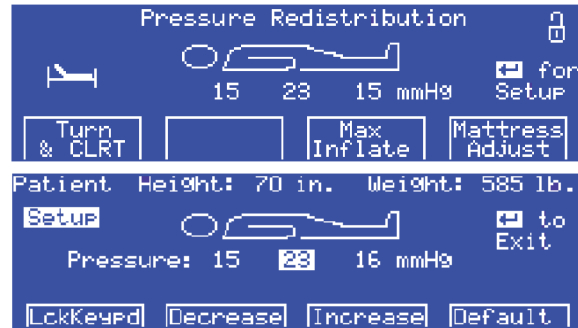 Pressure Redistribution
↵ for
15 23 15 mmHg Setup
Turn Max Mattress
& CLRT Inflate Adjust
Patient Height: 70 in. Weight: 585 lb.
Setup ↵ to
Exit
Pressure: 15 23 16 mmHg
LckKeypd Decrease Increase Default